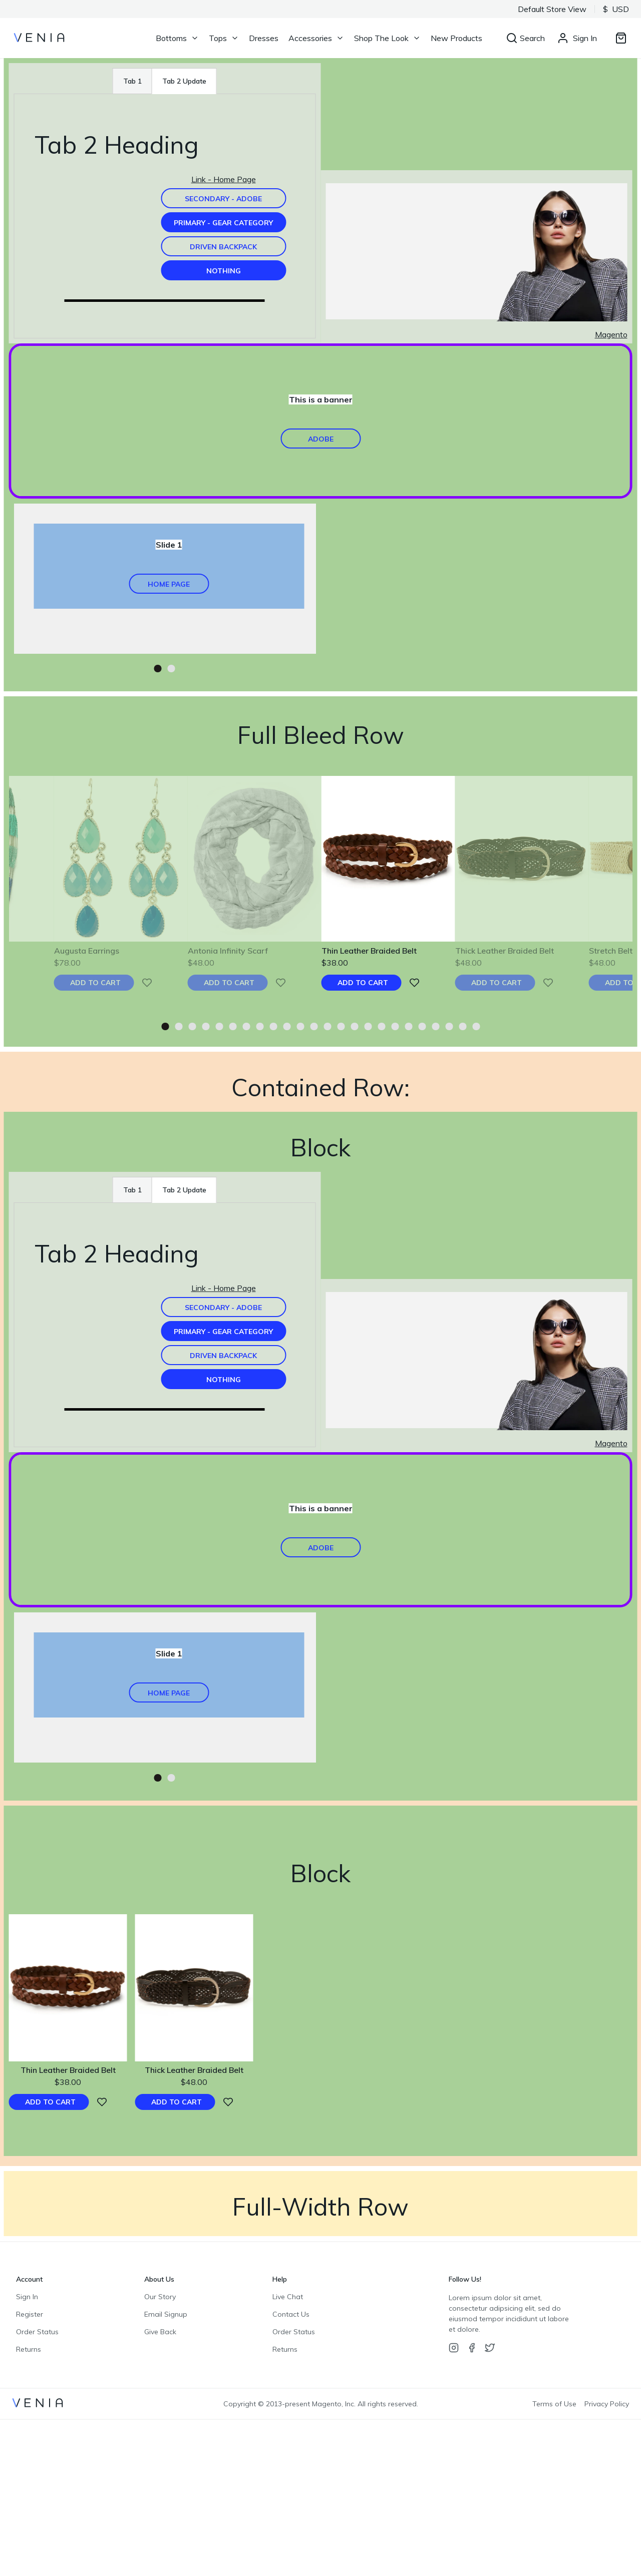 Default Store View
$ USD
VENIA
Bottoms
Tops
Dresses
Accessories
Shop The Look
New Products
Search
Sign In
Tab 1
Tab 2 Update
Tab 2 Heading
Link - Home Page
SECONDARY - ADOBE
PRIMARY - GEAR CATEGORY
DRIVEN BACKPACK
NOTHING
Magento
This is a banner
ADOBE
Slide 1
HOME PAGE
Full Bleed Row
Augusta Earrings
$78.00
ADD TO CART
Antonia Infinity Scarf
$48.00
ADD TO CART
Thin Leather Braided Belt
$38.00
ADD TO CART
Thick Leather Braided Belt
$48.00
ADD TO CART
Stretch Belt
$48.00
ADD TO
Contained Row:
Block
Tab 1
Tab 2 Update
Tab 2 Heading
Link - Home Page
SECONDARY - ADOBE
PRIMARY - GEAR CATEGORY
DRIVEN BACKPACK
NOTHING
Magento
This is a banner
ADOBE
Slide 1
HOME PAGE
Block
Thin Leather Braided Belt
$38.00
ADD TO CART
Thick Leather Braided Belt
$48.00
ADD TO CART
Full-Width Row
Account
Sign In
Register
Order Status
Returns
About Us
Our Story
Email Signup
Give Back
Help
Live Chat
Contact Us
Order Status
Returns
Follow Us!
Lorem ipsum dolor sit amet,
consectetur adipsicing elit, sed do
eiusmod tempor incididunt ut labore
et dolore.
VENIA
Copyright © 2013-present Magento, Inc. All rights reserved.
Terms of Use
Privacy Policy